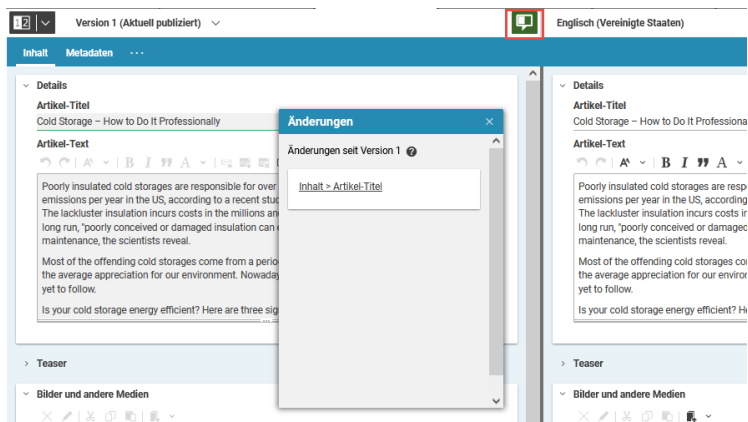 12
Version 1 (Aktuell publiziert)
Englisch (Vereinigte Staaten)
Inhalt Metadaten ...
Details
Artikel-Titel
Cold Storage – How to Do It Professionally
Artikel-Text
Poorly insulated cold storages are responsible for over
emissions per year in the US, according to a recent stud
The lackluster insulation incurs costs in the millions an
long run, "poorly conceived or damaged insulation can
maintenance, the scientists reveal.
Most of the offending cold storages come from a perio
the average appreciation for our environment. Nowaday
yet to follow.
Is your cold storage energy efficient? Here are three sig
Teaser
Bilder und andere Medien
Änderungen
Änderungen seit Version 1
Inhalt > Artikel-Titel
Details
Artikel-Titel
Cold Storage – How to Do It Professiona
Artikel-Text
Poorly insulated cold storages are resp
emissions per year in the US, according
The lackluster insulation incurs costs in
long run, "poorly conceived or damaged
maintenance, the scientists reveal.
Most of the offending cold storages co
the average appreciation for our enviro
yet to follow.
Is your cold storage energy efficient? He
Teaser
Bilder und andere Medien